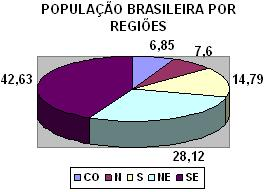 POPULAÇÃO BRASILEIRA POR
REGIÕES
6,85
7,6
42,63
14,79
28,12
CO N S NE SE